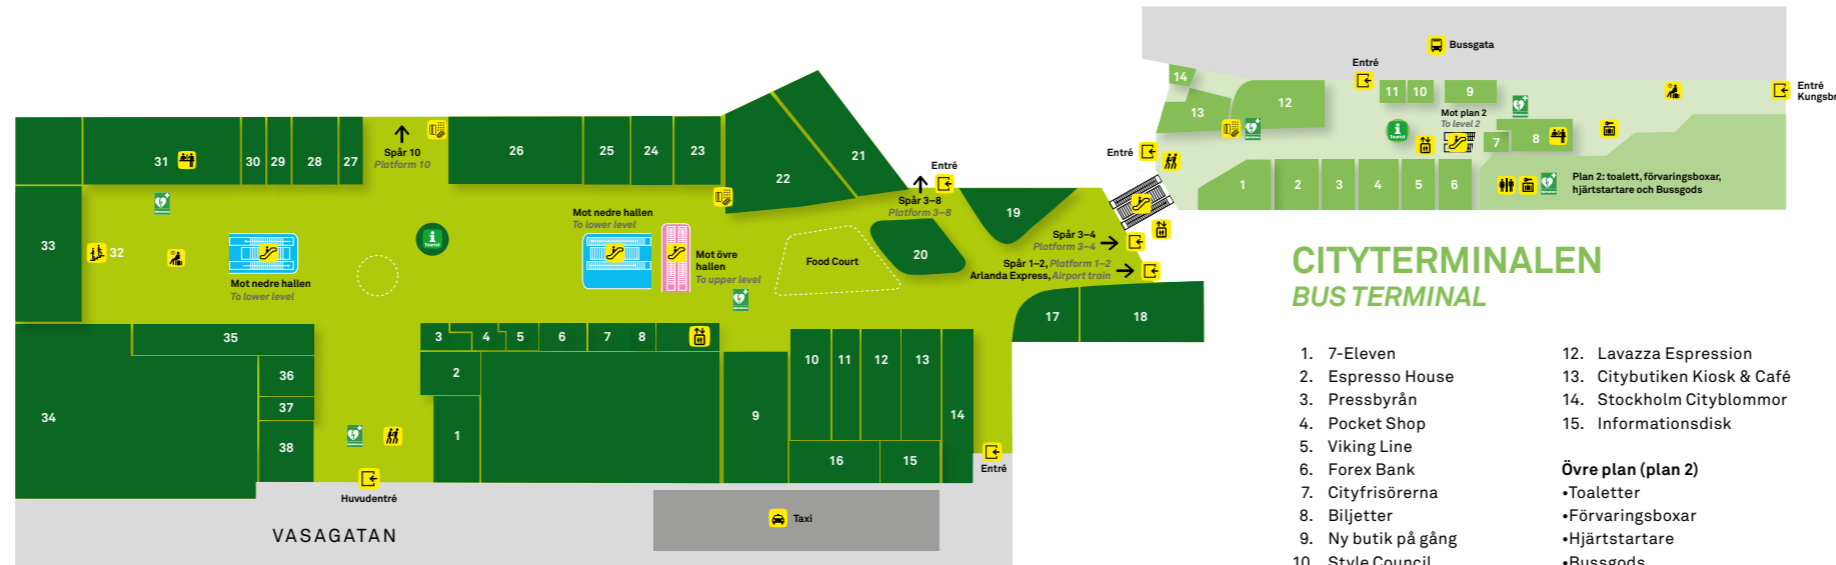 Bussgata
Entré
Entré
Kungsbr
14
13
12
11
10
9
Mot plan 2
To level 2
7
8
Tourist
Entré
1
2
3
4
5
6
Plan 2: toalett, förvaringsboxar,
hjärtstartare och Bussgods
31
30
29
28
27
Spår 10
Platform 10
26
25
24
23
22
21
Entré
Spår 3–8
Platform 3–8
19
20
33
32
Mot nedre hallen
To lower level
Tourist
Mot nedre hallen
To lower level
Mot övre
hallen
To upper level
Food Court
Spår 3–4
Platform 3–4
Spår 1–2, Platform 1–2
Arlanda Express, Airport train
17
18
35
36
37
38
34
3
4
5
6
7
8
2
1
9
10
11
12
13
14
16
15
Entré
Huvudentré
VASAGATAN
Taxi
CITYTERMINALEN
BUS TERMINAL
1. 7-Eleven
2. Espresso House
3. Pressbyrån
4. Pocket Shop
5. Viking Line
6. Forex Bank
7. Cityfrisörerna
8. Biljetter
9. Ny butik på gång
10. Style Council
12. Lavazza Espression
13. Citybutiken Kiosk & Café
14. Stockholm Cityblommor
15. Informationsdisk
Övre plan (plan 2)
•Toaletter
•Förvaringsboxar
•Hjärtstartare
•Bussgods